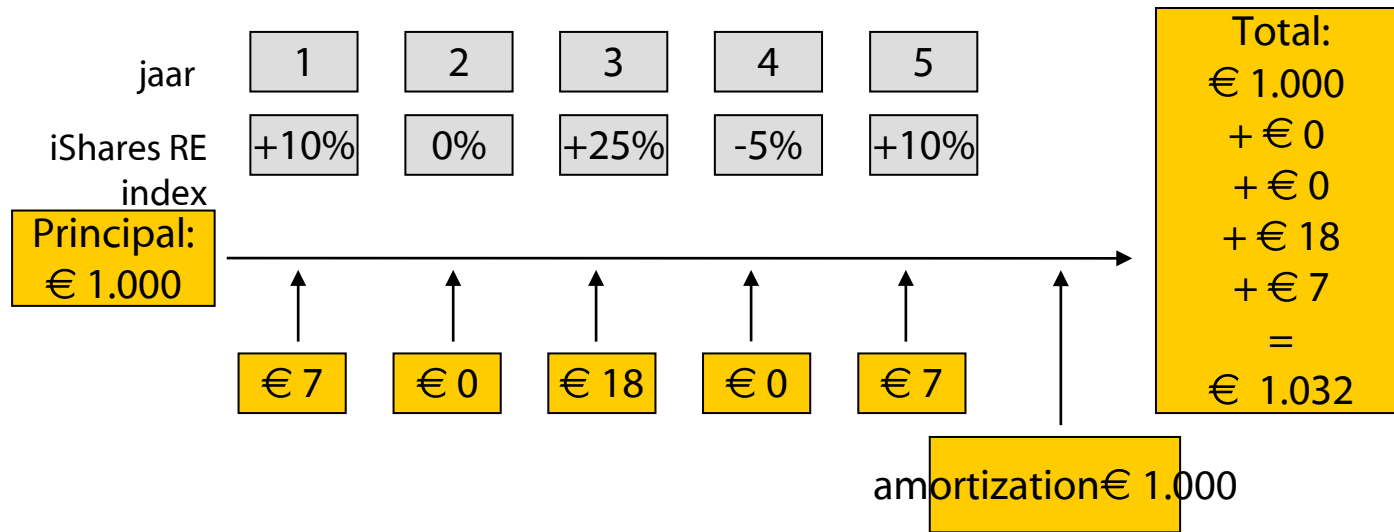 jaar 1 2 3 4 5
iShares RE index +10% 0% +25% -5% +10%
Principal:
€ 1.000
€ 7 € 0 € 18 € 0 € 7
amortization€ 1.000
Total:
€ 1.000
+ € 0
+ € 0
+ € 18
+ € 7
=
€ 1.032